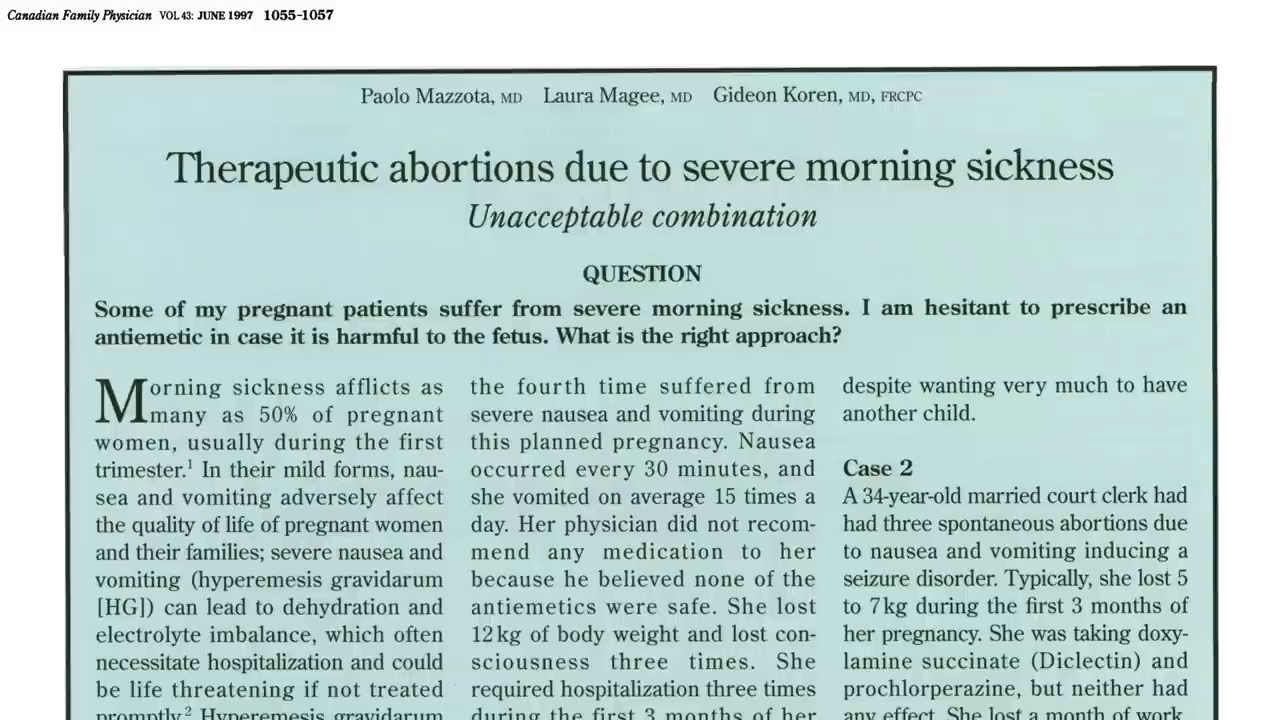 Canadian Family Physician VOL 43: JUNE 1997 1055-1057
Paolo Mazzota, MD Laura Magee, MD Gideon Koren, MD, FRCPC
Therapeutic abortions due to severe morning sickness
Unacceptable combination
QUESTION
Some of my pregnant patients suffer from severe morning sickness. I am hesitant to prescribe an
antiemetic in case it is harmful to the fetus. What is the right approach?
Morning sickness afflicts as
many as 50% of pregnant
women, usually during the first
trimester.¹ In their mild forms, nau-
sea and vomiting adversely affect
the quality of life of pregnant women
and their families; severe nausea and
vomiting (hyperemesis gravidarum
[HG]) can lead to dehydration and
electrolyte imbalance, which often
necessitate hospitalization and could
be life threatening if not treated
promptly.² Hyperemesis gravidarum
the fourth time suffered from
severe nausea and vomiting during
this planned pregnancy. Nausea
occurred every 30 minutes, and
she vomited on average 15 times a
day. Her physician did not recom-
mend any medication to her
because he believed none of the
antiemetics were safe. She lost
12 kg of body weight and lost con-
sciousness three times. She
required hospitalization three times
during the first 3 months of her
despite wanting very much to have
another child.
Case 2
A 34-year-old married court clerk had
had three spontaneous abortions due
to nausea and vomiting inducing a
seizure disorder. Typically, she lost 5
to 7 kg during the first 3 months of
her pregnancy. She was taking doxy-
lamine succinate (Diclectin) and
prochlorperazine, but neither had
any effect. She lost a month of work